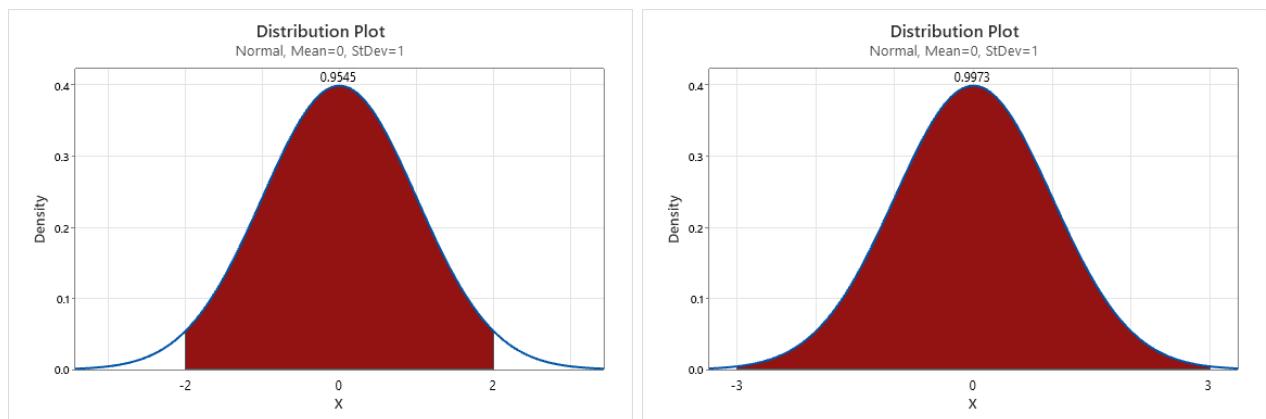 Distribution Plot
Normal, Mean=0, StDev=1
0.9545
0.4
0.3
0.2
0.1
0.0
Density
-2
0
2
X
Distribution Plot
Normal, Mean=0, StDev=1
0.9973
0.4
0.3
0.2
0.1
0.0
Density
-3
0
3
X